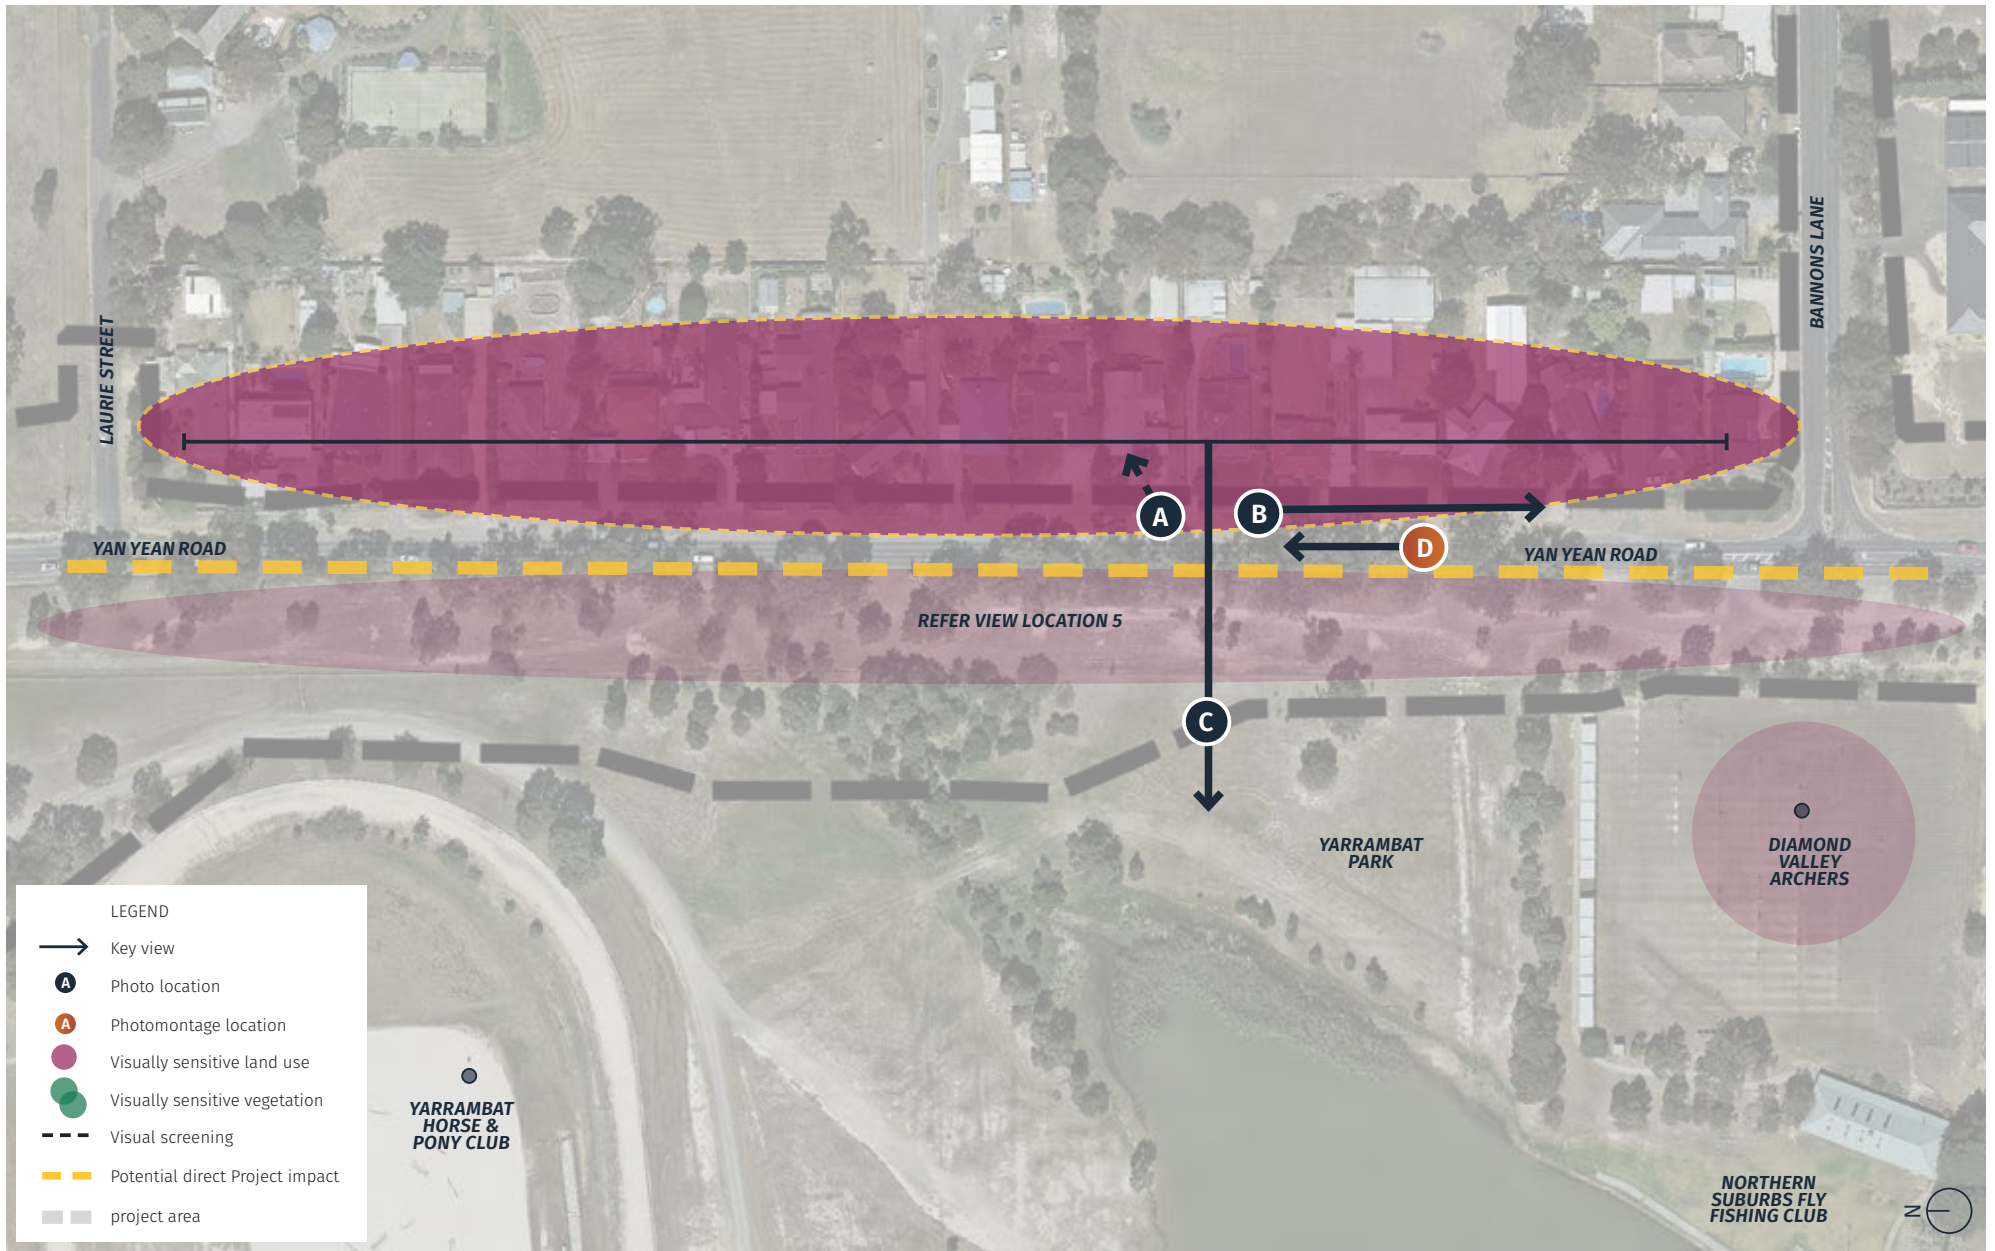 BANNONS LANE
LAURIE STREET
A
B
D
YAN YEAN ROAD
YAN YEAN ROAD
REFER VIEW LOCATION 5
C
YARRAMBAT
PARK
DIAMOND
VALLEY
ARCHERS
LEGEND
Key view
A
Photo location
A
Photomontage location
Visually sensitive land use
Visually sensitive vegetation
Visual screening
Potential direct Project impact
project area
YARRAMBAT
HORSE &
PONY CLUB
NORTHERN
SUBURBS FLY
FISHING CLUB
N